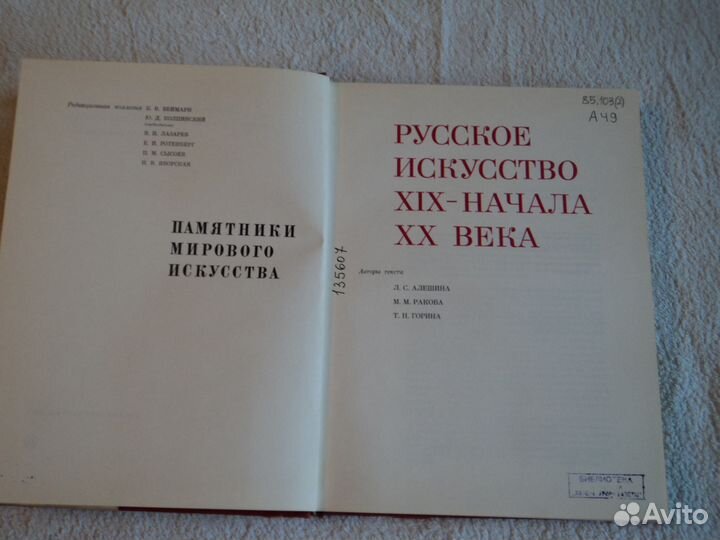 Редакционная коллегия Б. В. ВЕЙМАРН
Ю. Д. КОЛПИНСКИЙ
В. Н. ЛАЗАРЕВ
Е. И. РОТЕНБЕРГ
П. М. СЫСОЕВ
Н. В. ЯВОРСКАЯ
ПАМЯТНИКИ
МИРОВОГО
ИСКУССТВА
135607
85.103(2)
А49
РУССКОЕ
ИСКУССТВО
XIX-НАЧАЛА
XX ВЕКА
Авторы текста
Л. С. АЛЕШИНА
М. М. РАКОВА
Т. Н. ГОРИНА
БИБЛИОТЕКА
Avito